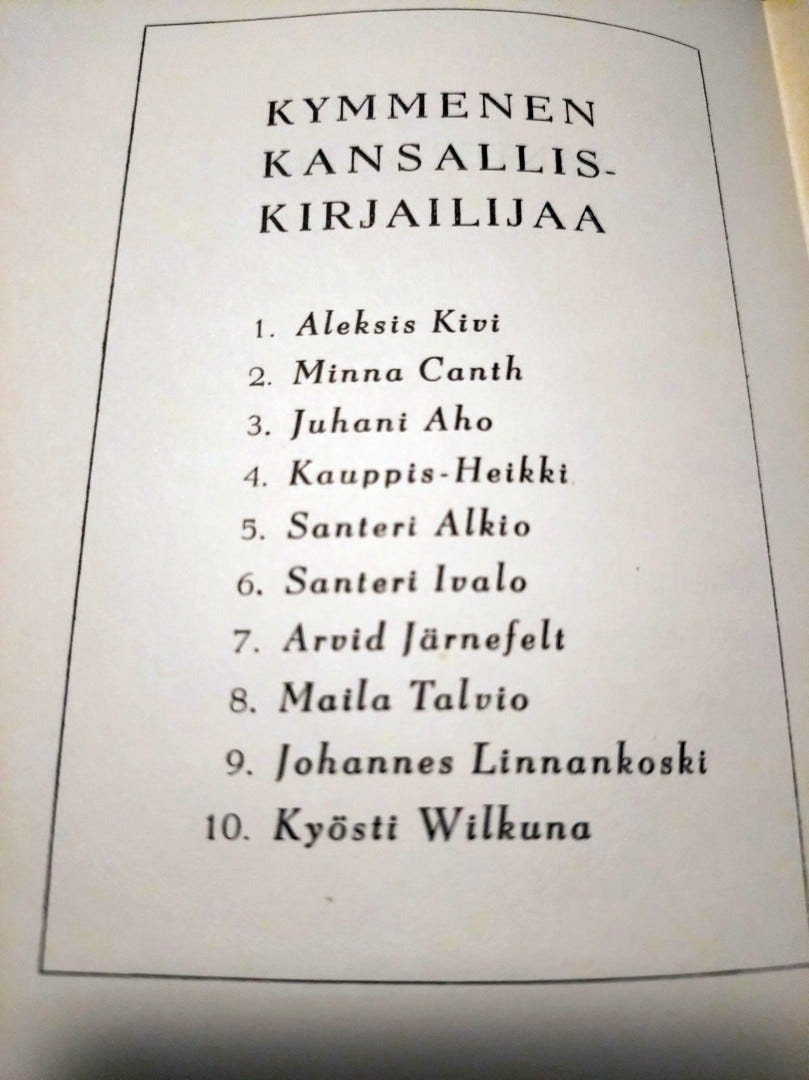 KYMMENEN
KANSALLIS-
KIRJAILIJAA
1. Aleksis Kivi
2. Minna Canth
3. Juhani Aho
4. Kauppis-Heikki
5. Santeri Alkio
6. Santeri Ivalo
7. Arvid Järnefelt
8. Maila Talvio
9. Johannes Linnankoski
10. Kyösti Wilkuna